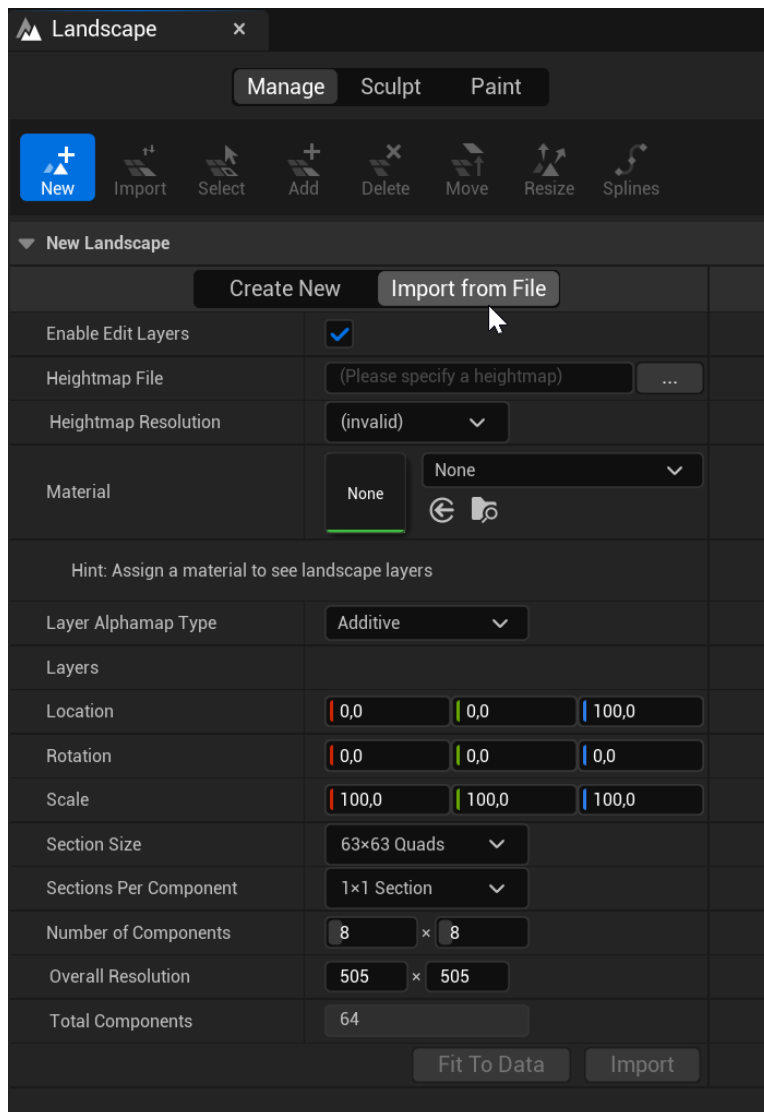 Landscape ×
Manage Sculpt Paint
New Import Select Add Delete Move Resize Splines
New Landscape
Create New Import from File
Enable Edit Layers
Heightmap File (Please specify a heightmap) ...
Heightmap Resolution (invalid)
Material None None
Hint: Assign a material to see landscape layers
Layer Alphamap Type Additive
Layers
Location 0,0 0,0 100,0
Rotation 0,0 0,0 0,0
Scale 100,0 100,0 100,0
Section Size 63×63 Quads
Sections Per Component 1×1 Section
Number of Components 8 × 8
Overall Resolution 505 × 505
Total Components 64
Fit To Data Import